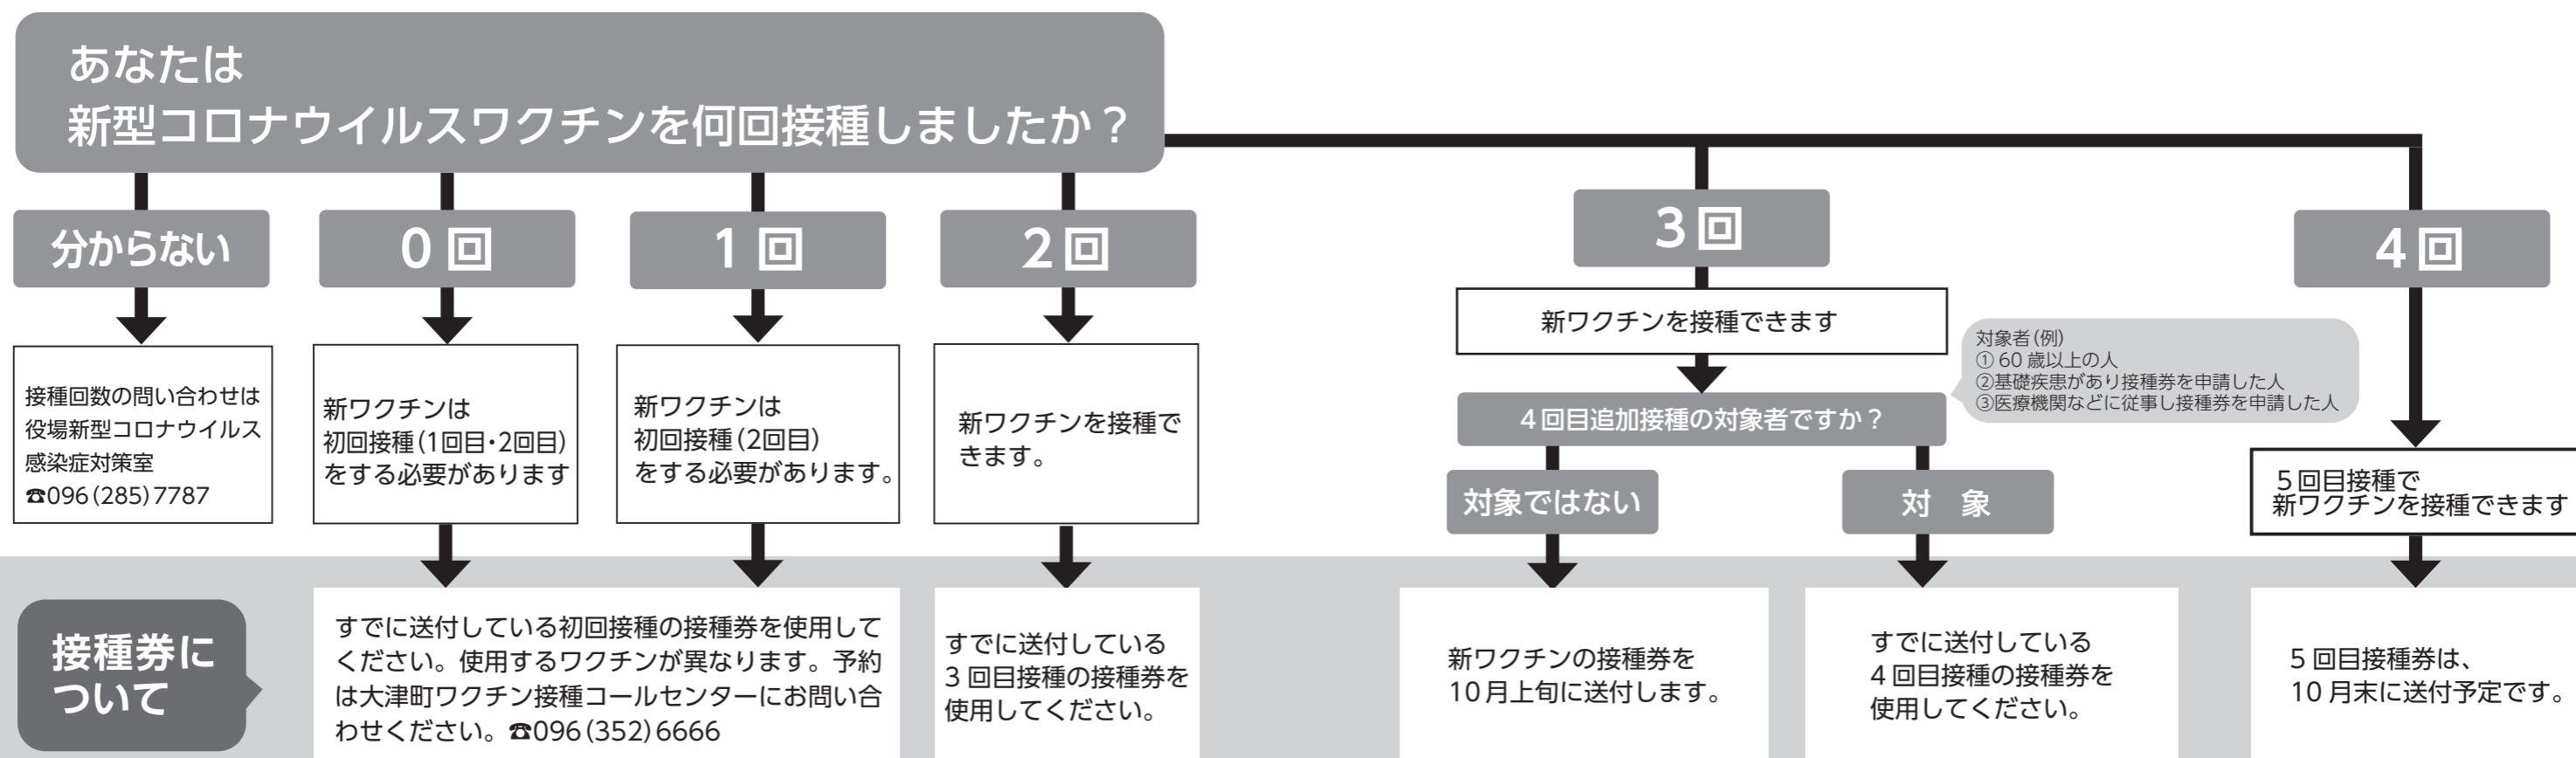 あなたは
新型コロナウイルスワクチンを何回接種しましたか？
分からない
0回
1回
2回
3回
4回
接種回数の問い合わせは
役場新型コロナウイルス
感染症対策室
☎096(285)7787
新ワクチンは
初回接種(1回目・2回目)
をする必要があります
新ワクチンは
初回接種(2回目)
をする必要があります。
新ワクチンを接種で
きます。
新ワクチンを接種できます
4回目追加接種の対象者ですか？
対象者(例)
①60歳以上の人
②基礎疾患があり接種券を申請した人
③医療機関などに従事し接種券を申請した人
対象ではない
対　象
5回目接種で
新ワクチンを接種できます
接種券に
ついて
すでに送付している初回接種の接種券を使用して
ください。使用するワクチンが異なります。予約
は大津町ワクチン接種コールセンターにお問い合
わせください。☎096(352)6666
すでに送付している
3回目接種の接種券を
使用してください。
新ワクチンの接種券を
10月上旬に送付します。
すでに送付している
4回目接種の接種券を
使用してください。
5回目接種券は、
10月末に送付予定です。